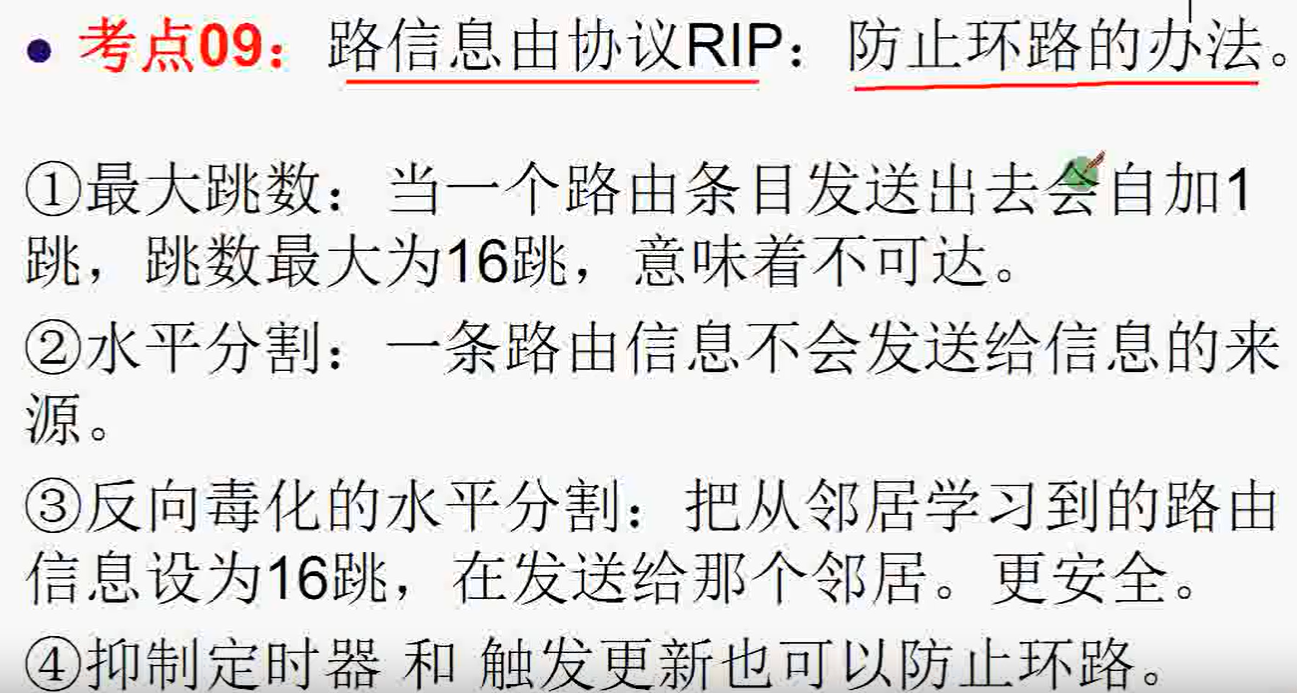 • 考点09：路信息由协议RIP：防止环路的办法。
①最大跳数：当一个路由条目发送出去会自加1
跳，跳数最大为16跳，意味着不可达。
②水平分割：一条路由信息不会发送给信息的来
源。
③反向毒化的水平分割：把从邻居学习到的路由
信息设为16跳，在发送给那个邻居。更安全。
④抑制定时器 和 触发更新也可以防止环路。